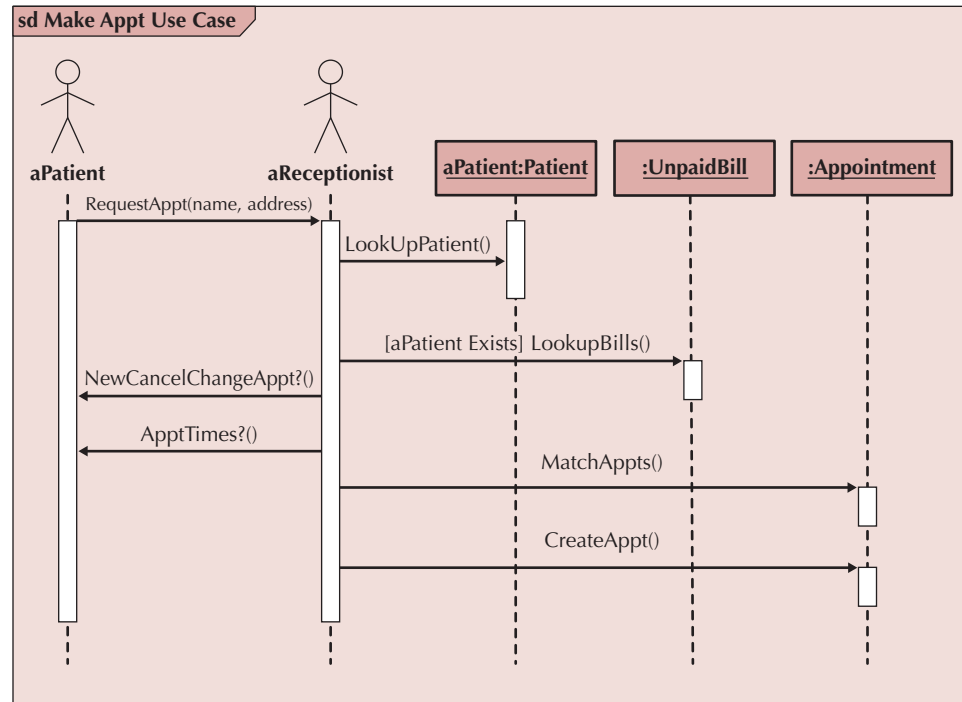 sd Make Appt Use Case
aPatient
aReceptionist
aPatient:Patient
:UnpaidBill
:Appointment
RequestAppt(name, address)
LookUpPatient()
[aPatient Exists] LookupBills()
NewCancelChangeAppt?()
ApptTimes?()
MatchAppts()
CreateAppt()